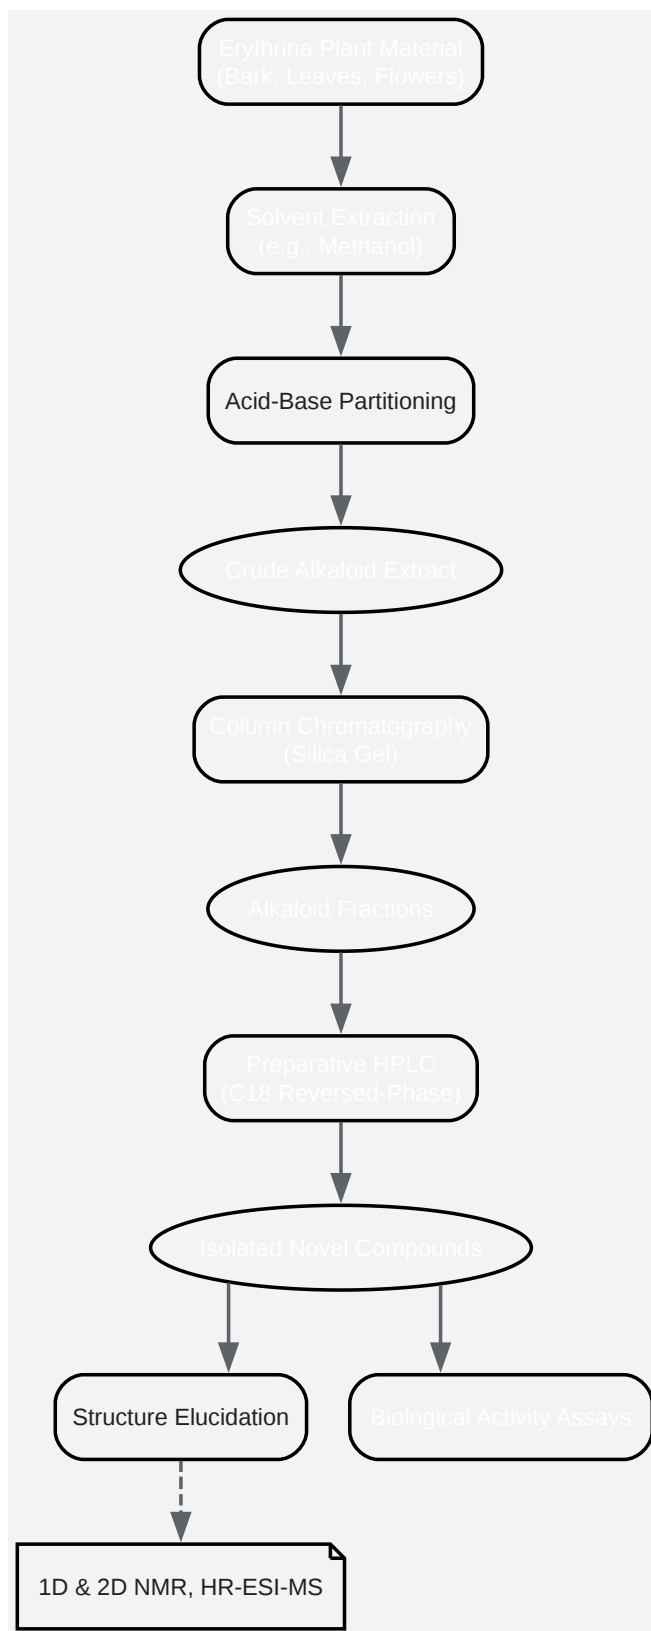 Erythrina Plant Material
(Bark, Leaves, Flowers)
Solvent Extraction
(e.g., Methanol)
Acid-Base Partitioning
Crude Alkaloid Extract
Column Chromatography
(Silica Gel)
Alkaloid Fractions
Preparative HPLC
(C18 Reversed-Phase)
Isolated Novel Compounds
Structure Elucidation
Biological Activity Assays
1D & 2D NMR, HR-ESI-MS